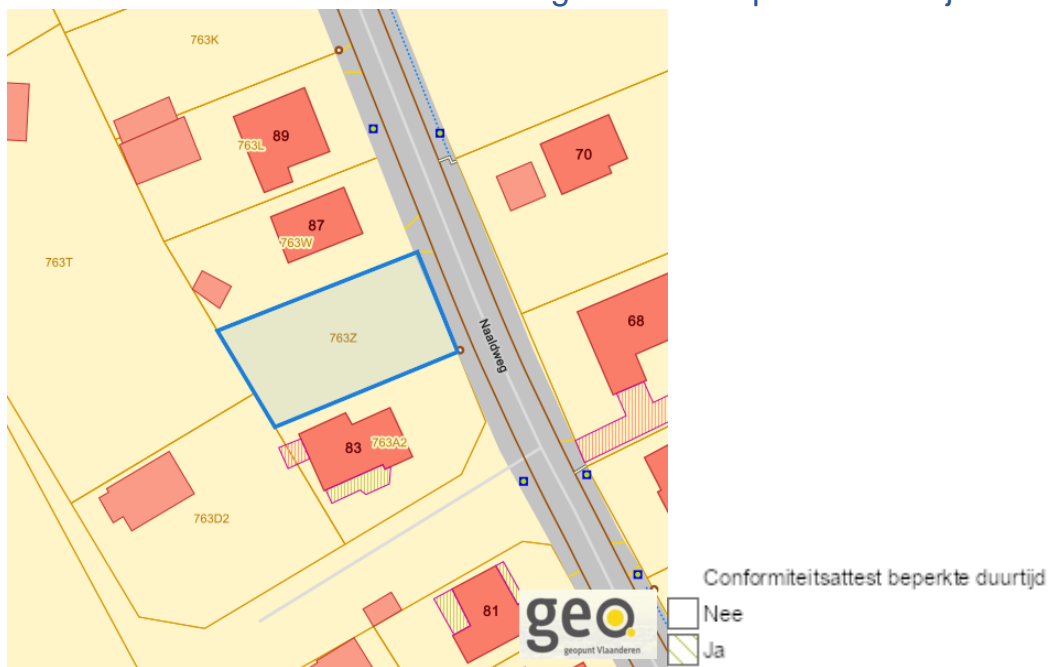 763K
89
763L
70
87
763W
763T
68
763Z
Naaldweg
83
763A2
763D2
81
geo.
geopunt Vlaanderen
Conformiteitsattest beperkte duurtijd
Nee
Ja